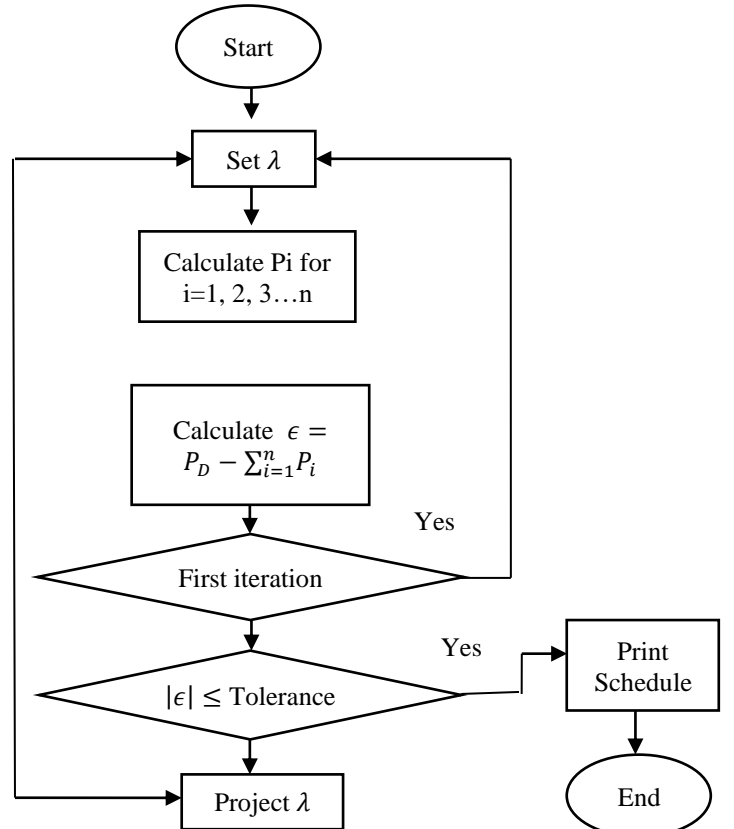 Start
Set λ
Calculate Pi for
i=1, 2, 3…n
Calculate ϵ =
P_D − ∑_{i=1}^{n} P_i
Yes
First iteration
Yes
|ϵ| ≤ Tolerance
Print
Schedule
Project λ
End